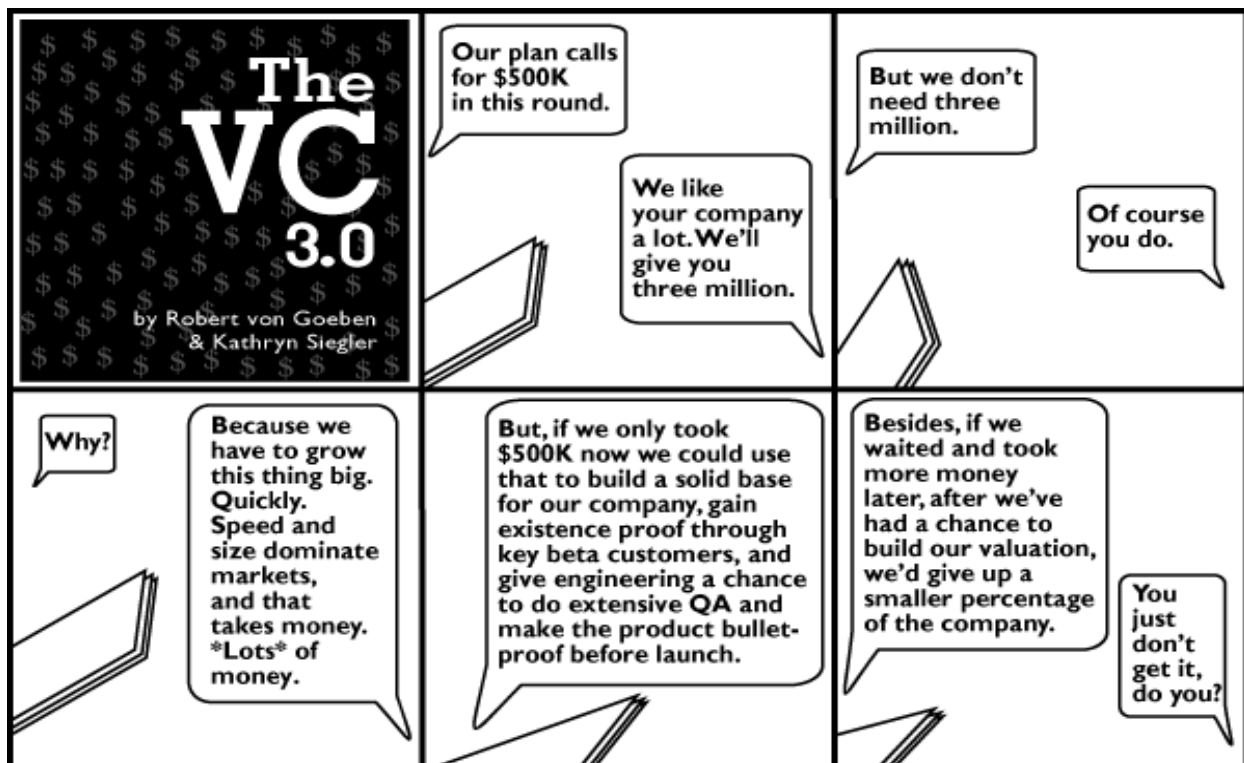 The
VC
3.0
by Robert von Goeben
& Kathryn Siegler
Our plan calls
for $500K
in this round.
We like
your company
a lot. We'll
give you
three million.
But we don't
need three
million.
Of course
you do.
Why?
Because we
have to grow
this thing big.
Quickly.
Speed and
size dominate
markets,
and that
takes money.
*Lots* of
money.
But, if we only took
$500K now we could use
that to build a solid base
for our company, gain
existence proof through
key beta customers, and
give engineering a chance
to do extensive QA and
make the product bullet-
proof before launch.
Besides, if we
waited and took
more money
later, after we've
had a chance to
build our valuation,
we'd give up a
smaller percentage
of the company.
You
just
don't
get it,
do you?